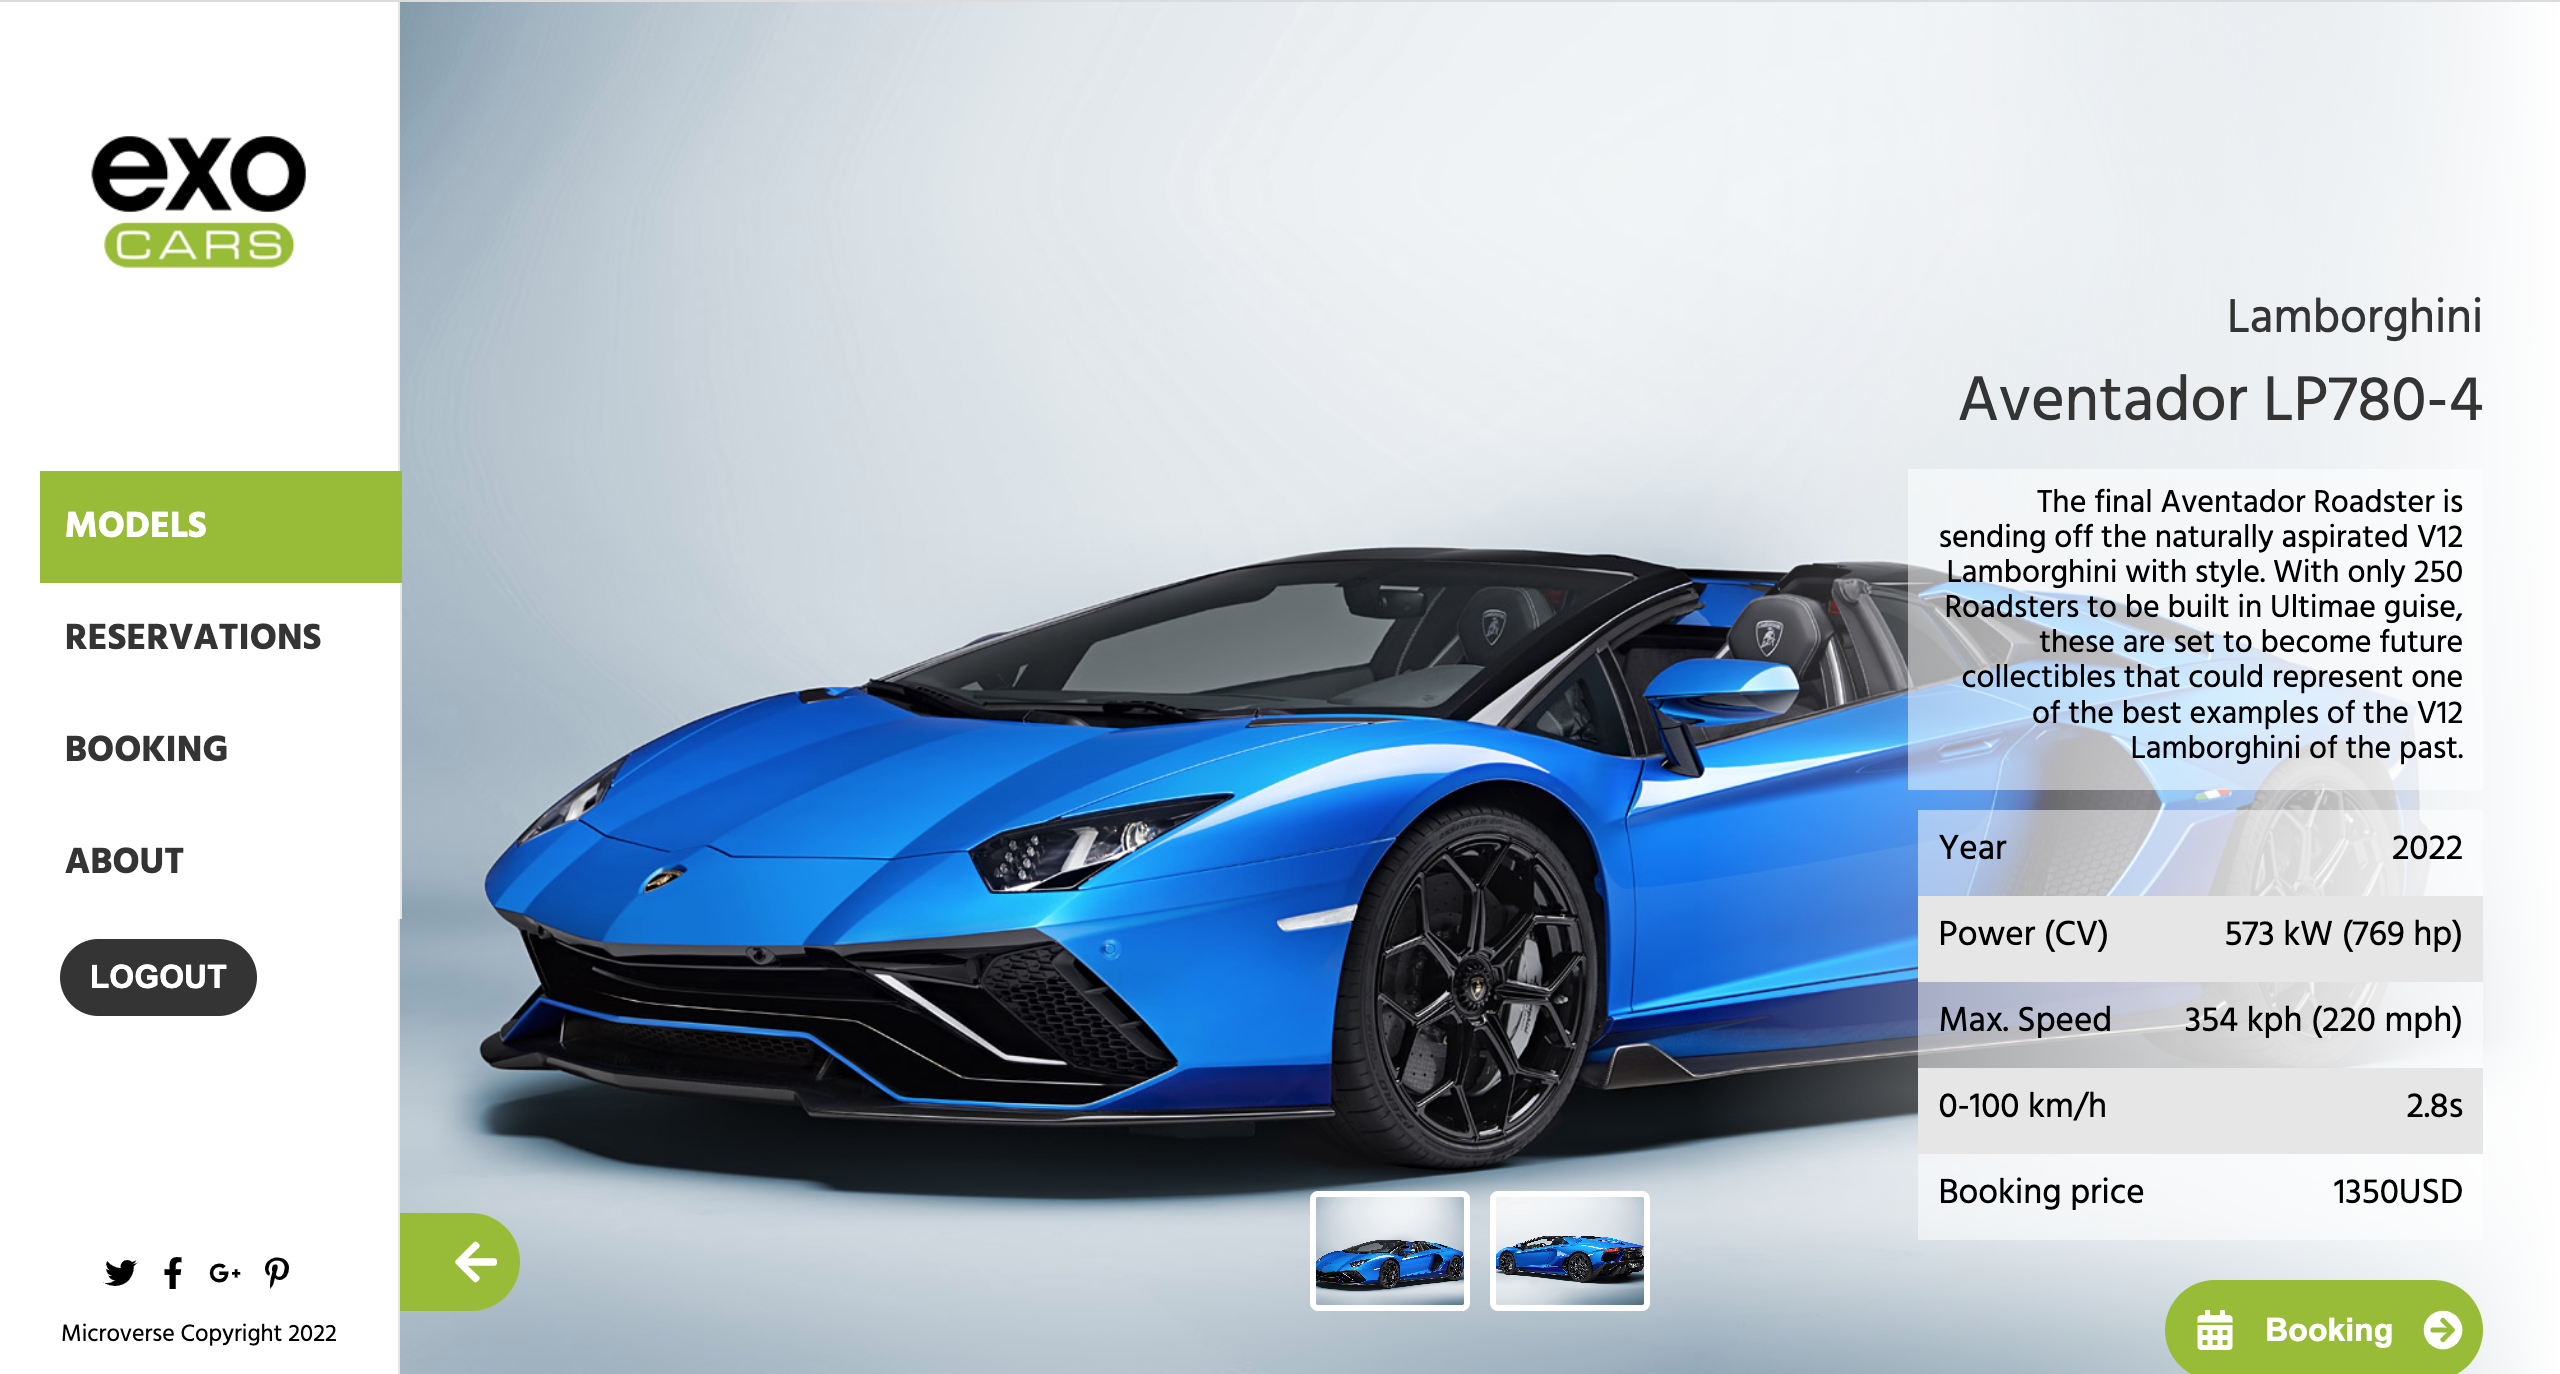 exo
CARS
MODELS
RESERVATIONS
BOOKING
ABOUT
LOGOUT
G+
Microverse Copyright 2022
Lamborghini
Aventador LP780-4
The final Aventador Roadster is
sending off the naturally aspirated V12
Lamborghini with style. With only 250
Roadsters to be built in Ultimae guise,
these are set to become future
collectibles that could represent one
of the best examples of the V12
Lamborghini of the past.
Year 2022
Power (CV) 573 kW (769 hp)
Max. Speed 354 kph (220 mph)
0-100 km/h 2.8s
Booking price 1350USD
Booking